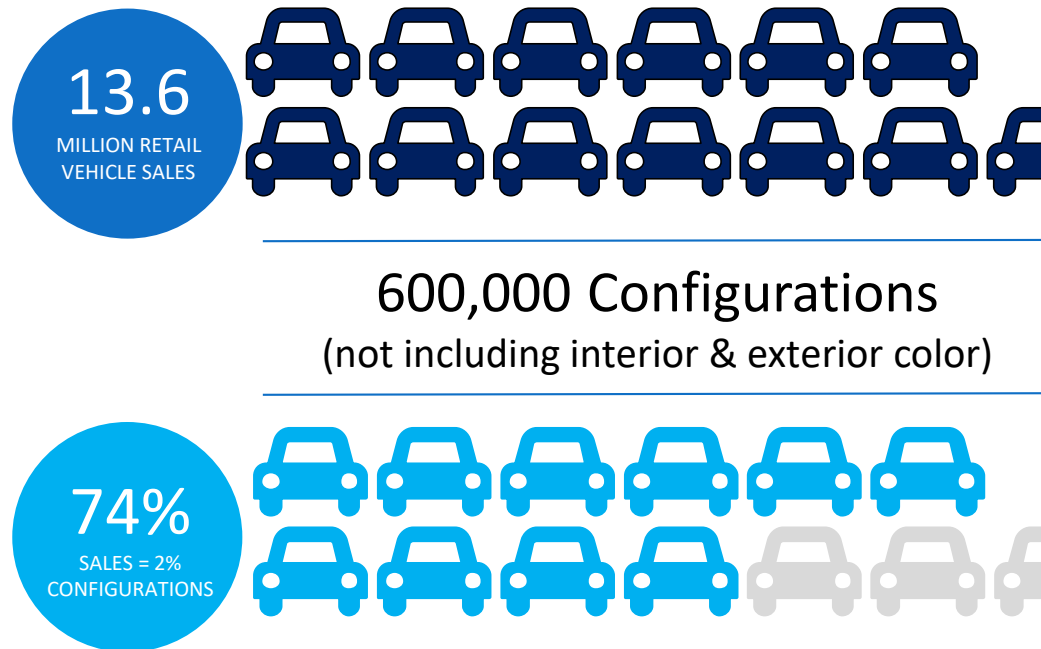 13.6
MILLION RETAIL
VEHICLE SALES
600,000 Configurations
(not including interior & exterior color)
74%
SALES = 2%
CONFIGURATIONS